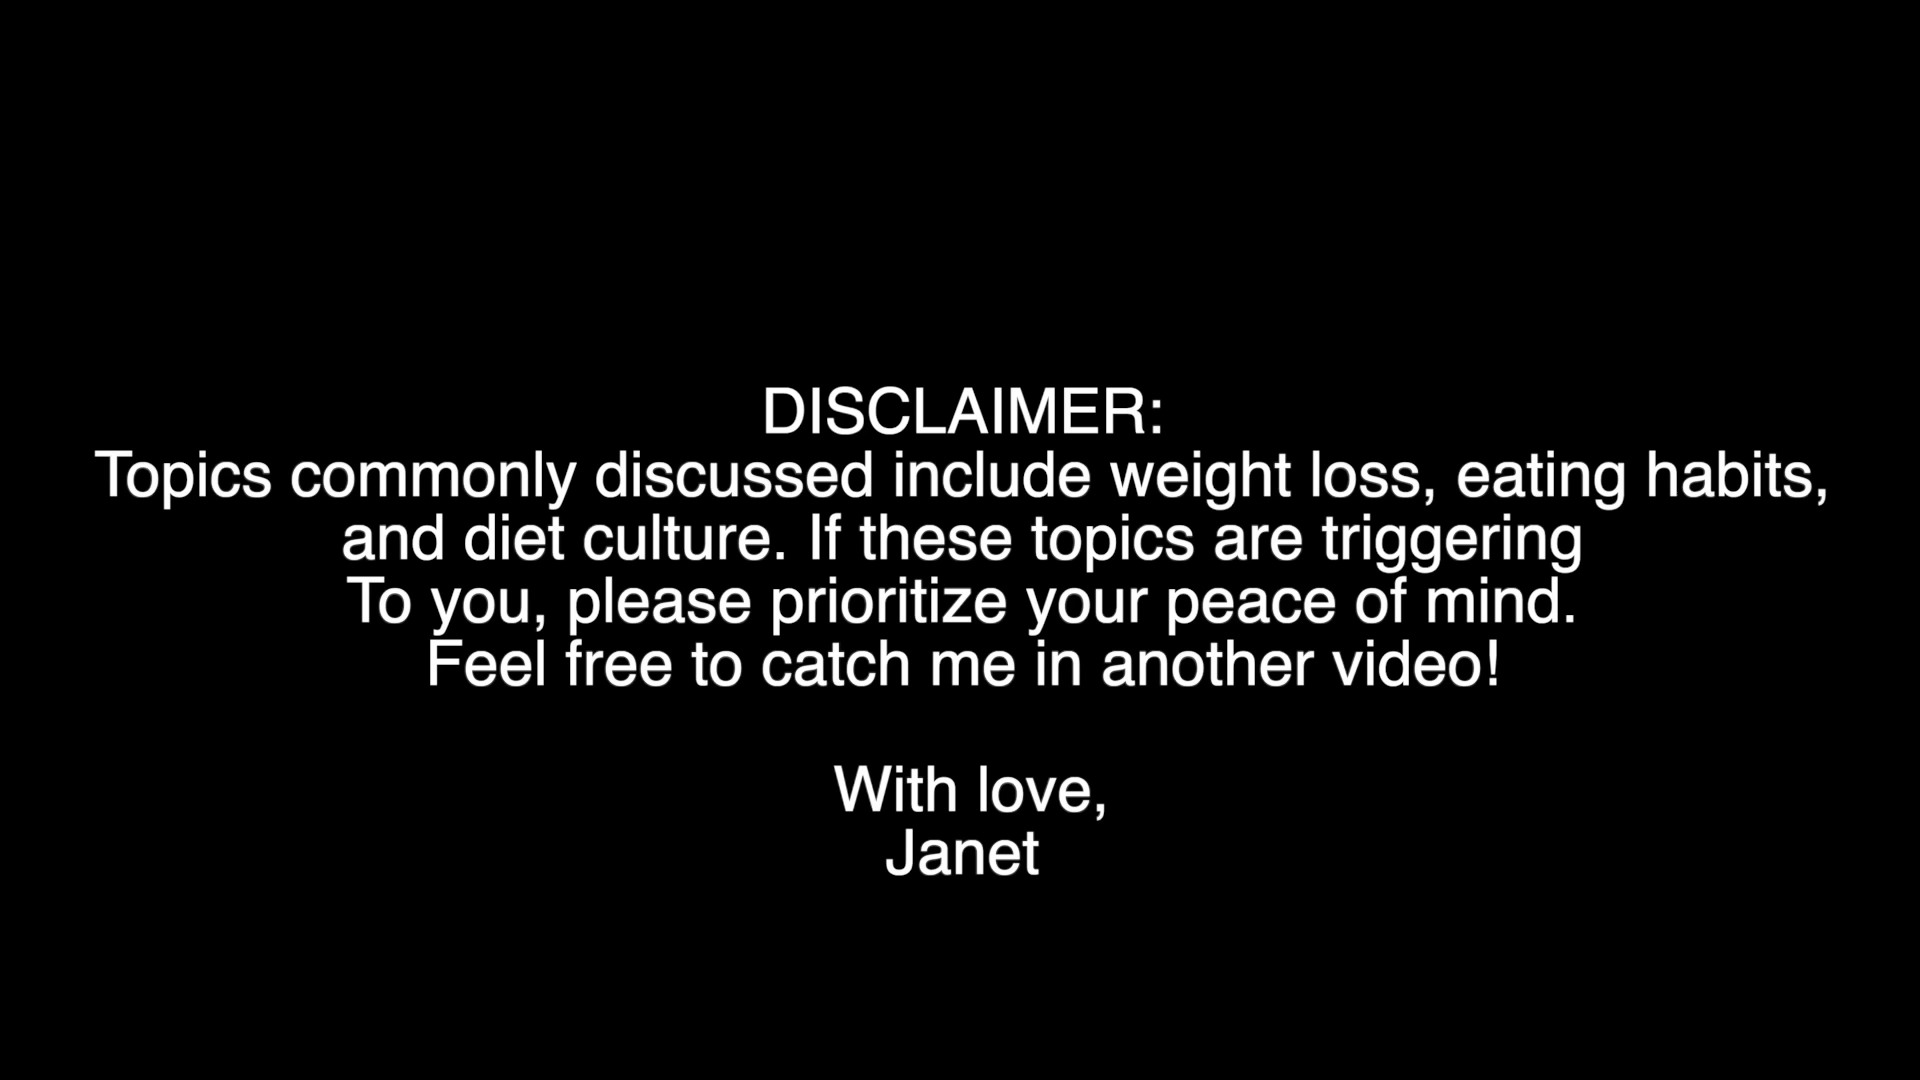 DISCLAIMER:
Topics commonly discussed include weight loss, eating habits,
and diet culture. If these topics are triggering
To you, please prioritize your peace of mind.
Feel free to catch me in another video!
With love,
Janet